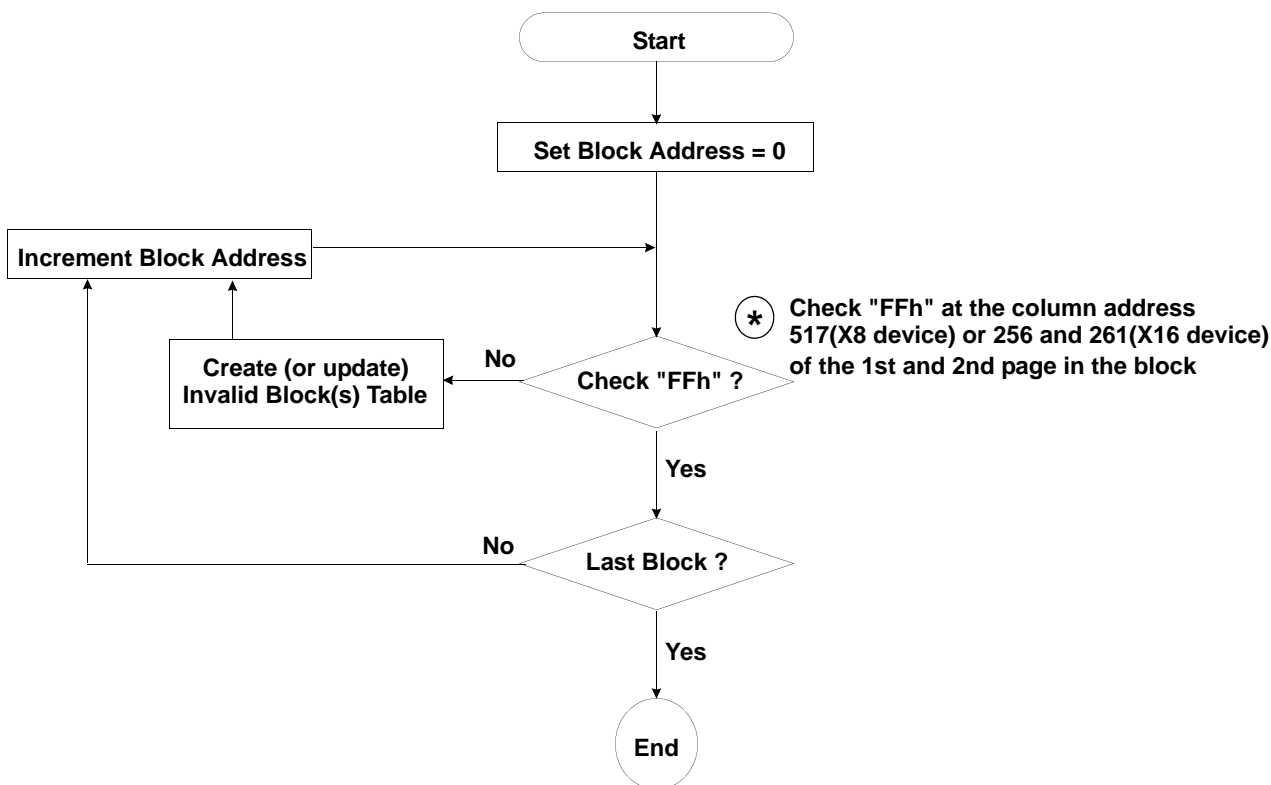 Start
Set Block Address = 0
Increment Block Address
*
Check "FFh" at the column address
517(X8 device) or 256 and 261(X16 device)
of the 1st and 2nd page in the block
No
Create (or update)
Invalid Block(s) Table
Check "FFh" ?
Yes
No
Last Block ?
Yes
End